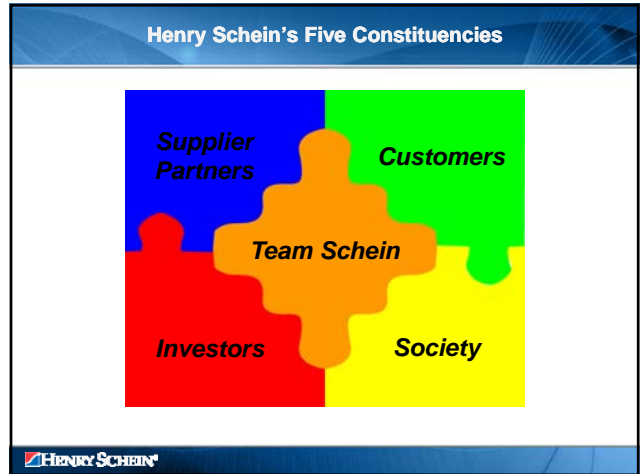 Henry Schein's Five Constituencies
Supplier
Partners
Customers
Team Schein
Investors
Society
HENRY SCHEIN®